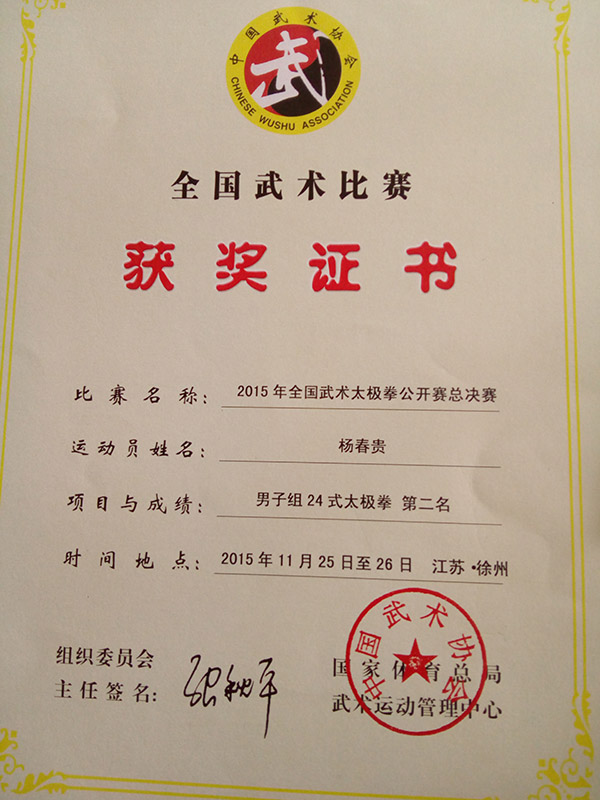 中国武术协会
武
CHINESE WUSHU ASSOCIATION
全国武术比赛
获奖证书
比赛名称： 2015年全国武术太极拳公开赛总决赛
运动员姓名： 杨春贵
项目与成绩： 男子组24式太极拳 第二名
时间地点： 2015年11月25日至26日 江苏·徐州
组织委员会
主任签名：
国家体育总局
武术运动管理中心
中国武术协会